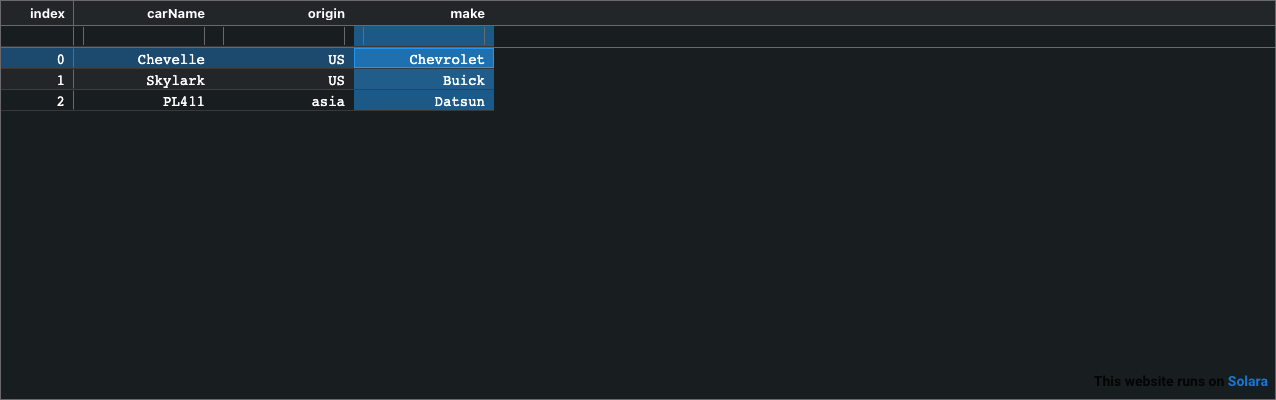 index carName origin make
0 Chevelle US Chevrolet
1 Skylark US Buick
2 PL411 asia Datsun
This website runs on Solara